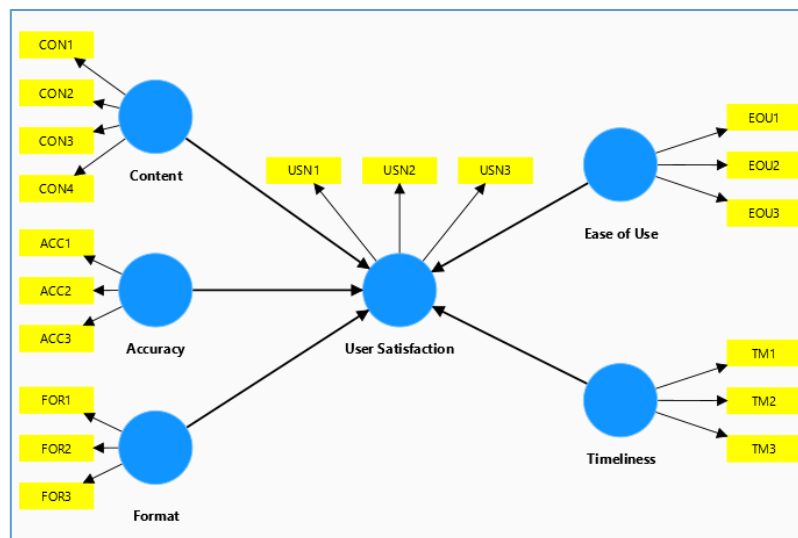 CON1
CON2
CON3
CON4
Content
ACC1
ACC2
ACC3
Accuracy
FOR1
FOR2
FOR3
Format
USN1
USN2
USN3
User Satisfaction
EOU1
EOU2
EOU3
Ease of Use
TM1
TM2
TM3
Timeliness